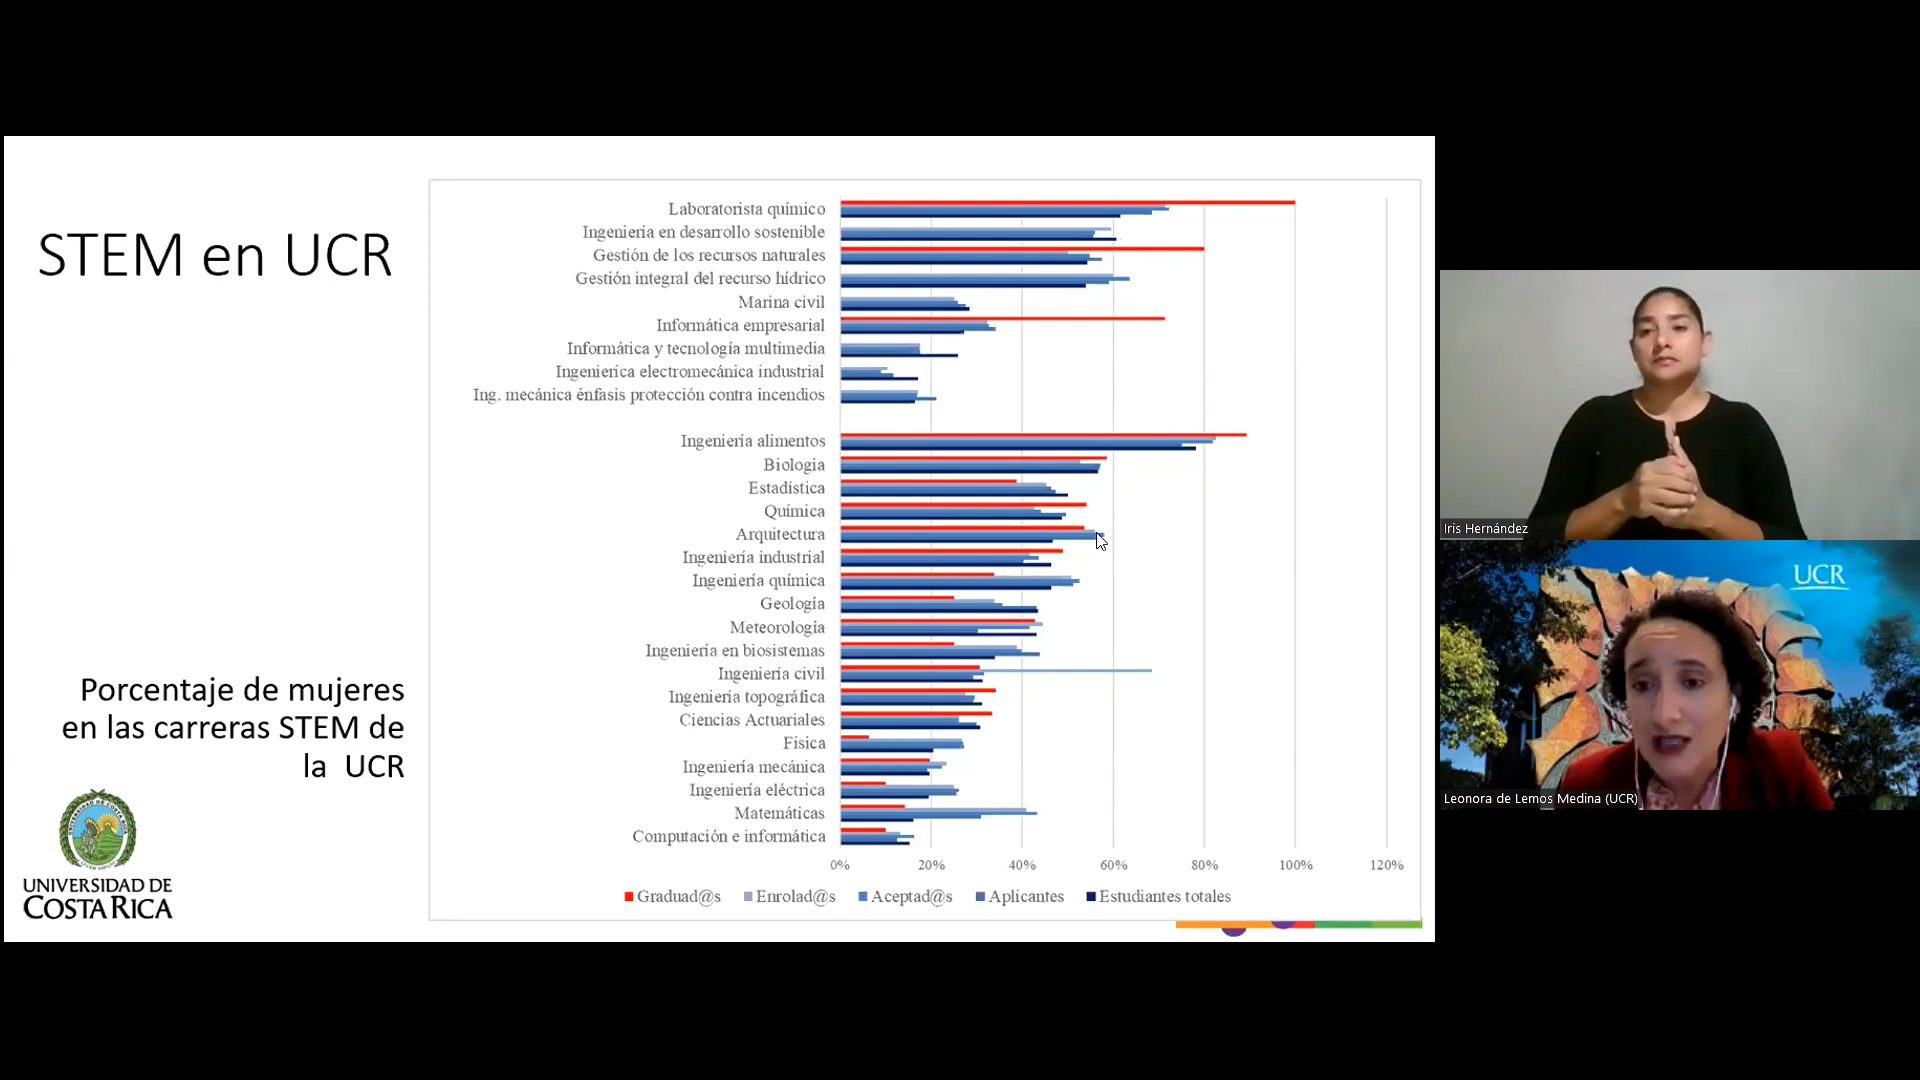 STEM en UCR
Porcentaje de mujeres
en las carreras STEM de
la UCR
UNIVERSIDAD DE
COSTA RICA
Laboratorista químico
Ingeniería en desarrollo sostenible
Gestión de los recursos naturales
Gestión integral del recurso hídrico
Marina civil
Informática empresarial
Informática y tecnología multimedia
Ingenierica electromecánica industrial
Ing. mecánica énfasis protección contra incendios
Ingeniería alimentos
Biologia
Estadística
Química
Arquitectura
Ingeniería industrial
Ingeniería química
Geología
Meteorología
Ingeniería en biosistemas
Ingeniería civil
Ingeniería topográfica
Ciencias Actuariales
Física
Ingeniería mecánica
Ingeniería eléctrica
Matemáticas
Computación e informática
0% 20% 40% 60% 80% 100% 120%
Graduad@s Enrolad@s Aceptad@s Aplicantes Estudiantes totales
Iris Hernández
UCR
Leonora de Lemos Medina (UCR)